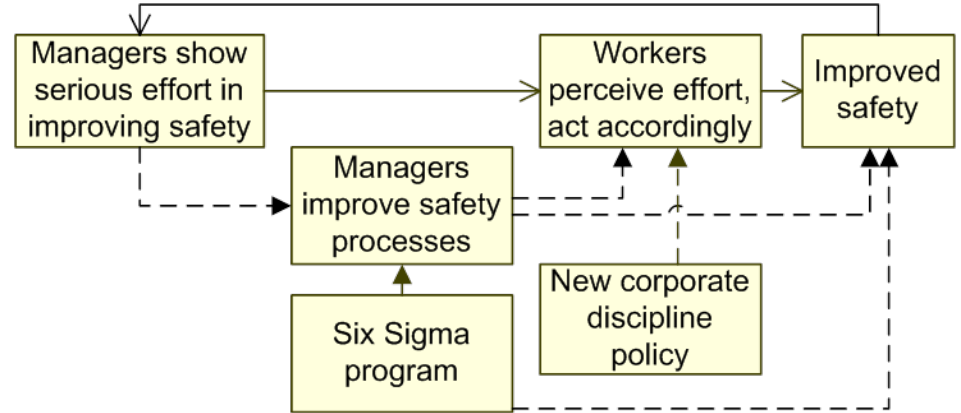 Managers show
serious effort in
improving safety
Workers
perceive effort,
act accordingly
Improved
safety
Managers
improve safety
processes
New corporate
discipline
policy
Six Sigma
program